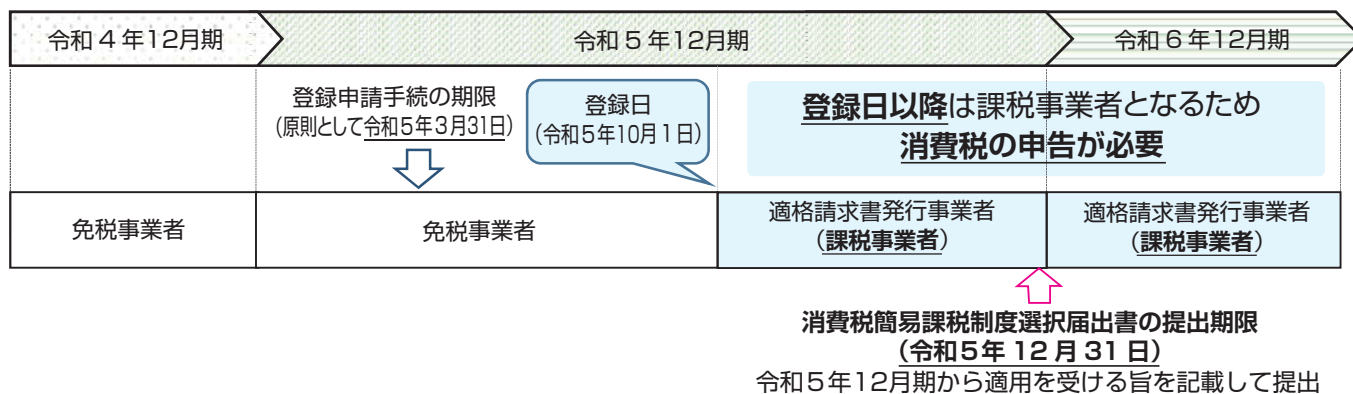 令和4年12月期
令和5年12月期
令和6年12月期
登録申請手続の期限
(原則として令和5年3月31日)
登録日
(令和5年10月1日)
登録日以降は課税事業者となるため
消費税の申告が必要
免税事業者
免税事業者
適格請求書発行事業者
(課税事業者)
適格請求書発行事業者
(課税事業者)
消費税簡易課税制度選択届出書の提出期限
(令和5年12月31日)
令和5年12月期から適用を受ける旨を記載して提出